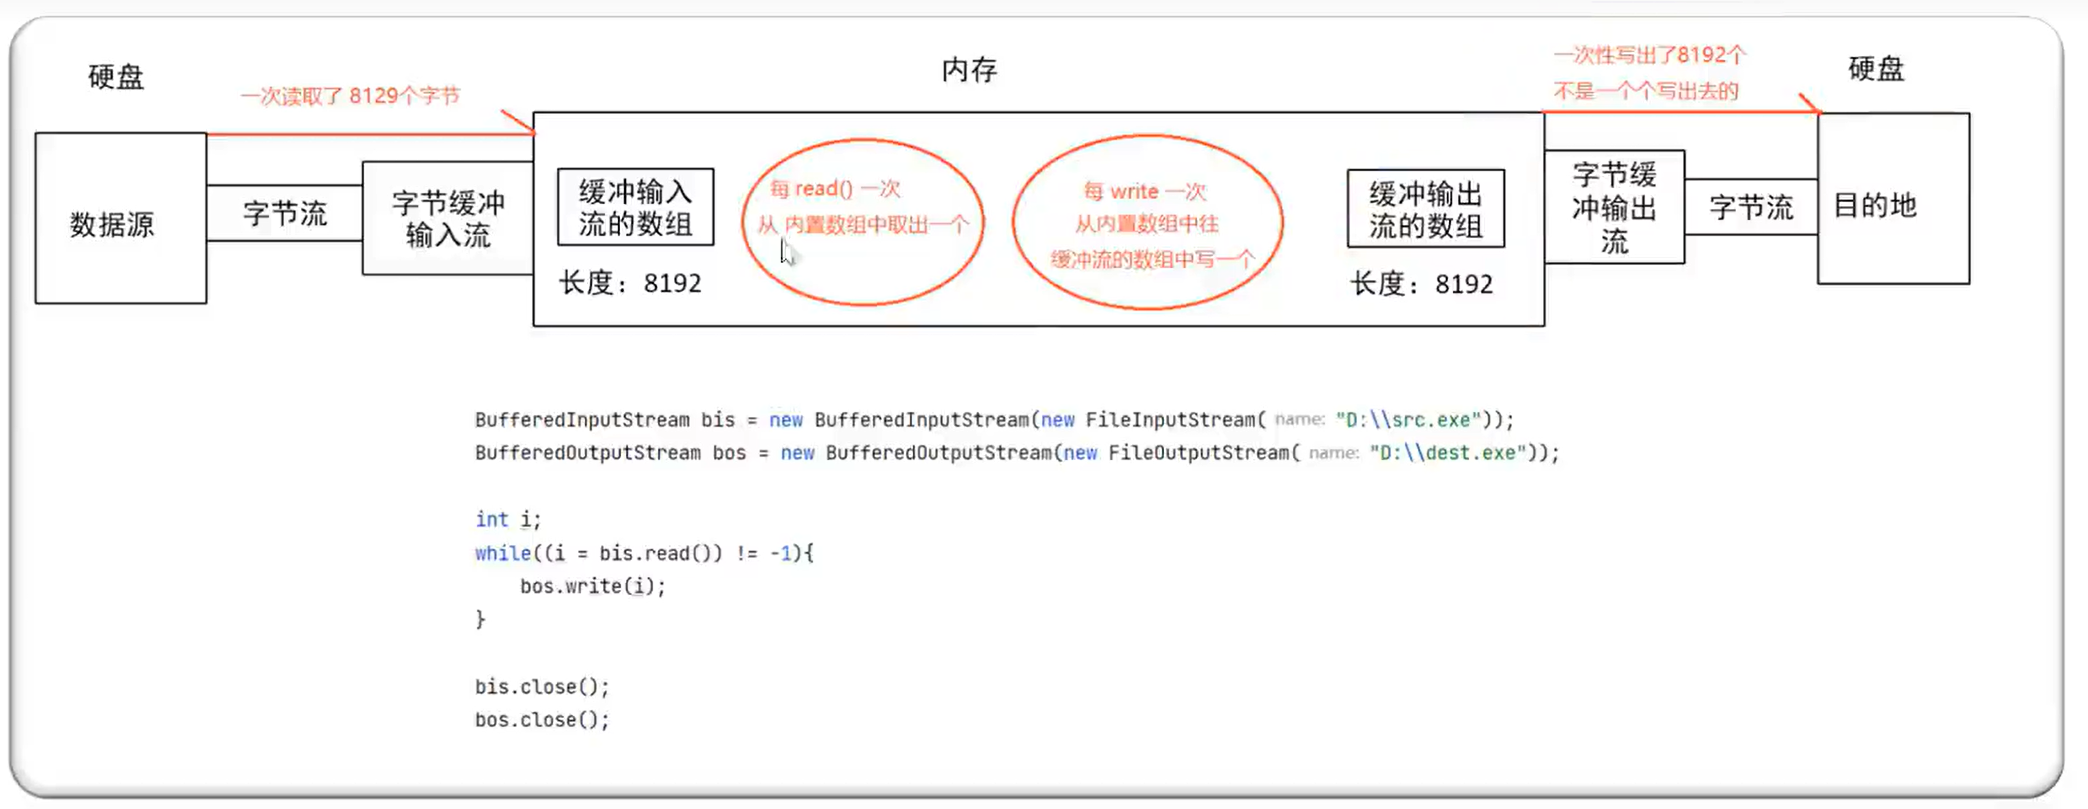 硬盘
内存
硬盘
一次读取了 8129个字节
一次性写出了8192个
不是一个个写出去的
数据源
字节流
字节缓冲
输入流
缓冲输入
流的数组
长度：8192
每 read() 一次
从 内置数组中取出一个
每 write 一次
从内置数组中往
缓冲流的数组中写一个
缓冲输出
流的数组
长度：8192
字节缓
冲输出
流
字节流
目的地
BufferedInputStream bis = new BufferedInputStream(new FileInputStream( name: "D:\\src.exe"));
BufferedOutputStream bos = new BufferedOutputStream(new FileOutputStream( name: "D:\\dest.exe"));
int i;
while((i = bis.read()) != -1){
    bos.write(i);
}
bis.close();
bos.close();